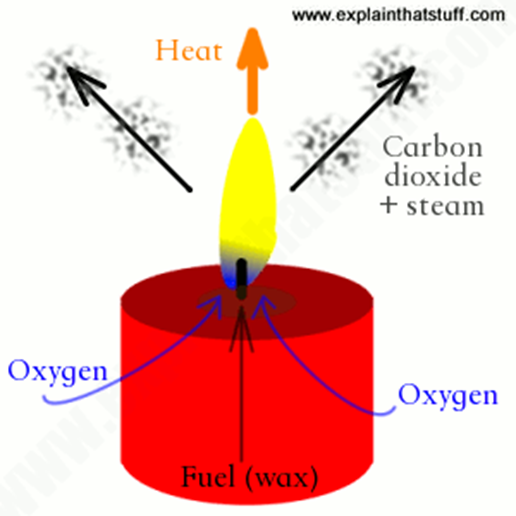 www.explainthatstuff.com
Heat
Carbon
dioxide
+ steam
Oxygen
Oxygen
Fuel (wax)